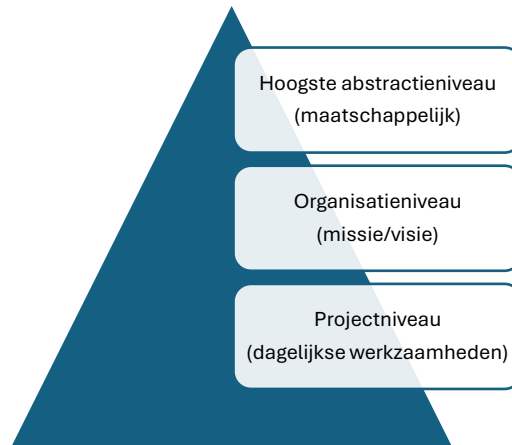 Hoogste abstractieniveau
(maatschappelijk)
Organisatieniveau
(missie/visie)
Projectniveau
(dagelijkse werkzaamheden)